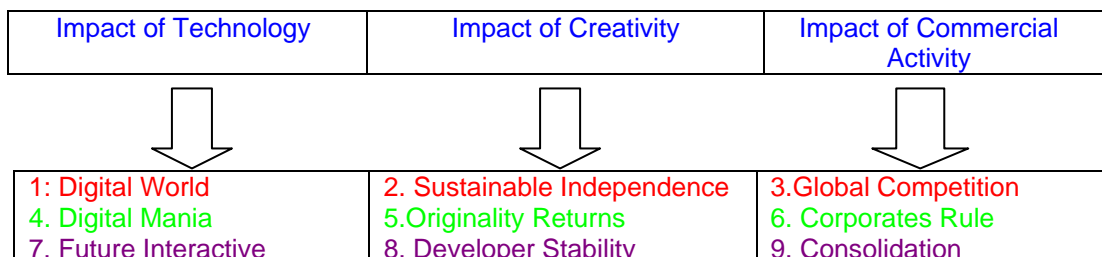 Impact of Technology
Impact of Creativity
Impact of Commercial
Activity
1: Digital World
4. Digital Mania
7. Future Interactive
2. Sustainable Independence
5.Originality Returns
8. Developer Stability
3.Global Competition
6. Corporates Rule
9. Consolidation